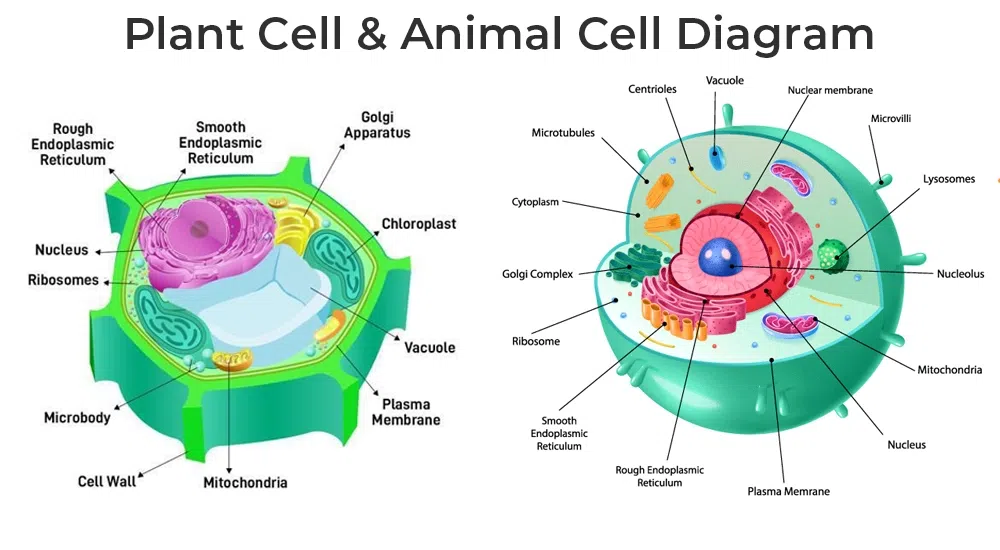 Plant Cell & Animal Cell Diagram
Rough
Endoplasmic
Reticulum
Smooth
Endoplasmic
Reticulum
Golgi
Apparatus
Chloroplast
Nucleus
Ribosomes
Vacuole
Microbody
Plasma
Membrane
Cell Wall
Mitochondria
Centrioles
Vacuole
Nuclear membrane
Microvilli
Microtubules
Lysosomes
Cytoplasm
Golgi Complex
Nucleolus
Ribosome
Mitochondria
Smooth
Endoplasmic
Reticulum
Nucleus
Rough Endoplasmic
Reticulum
Plasma Memrane